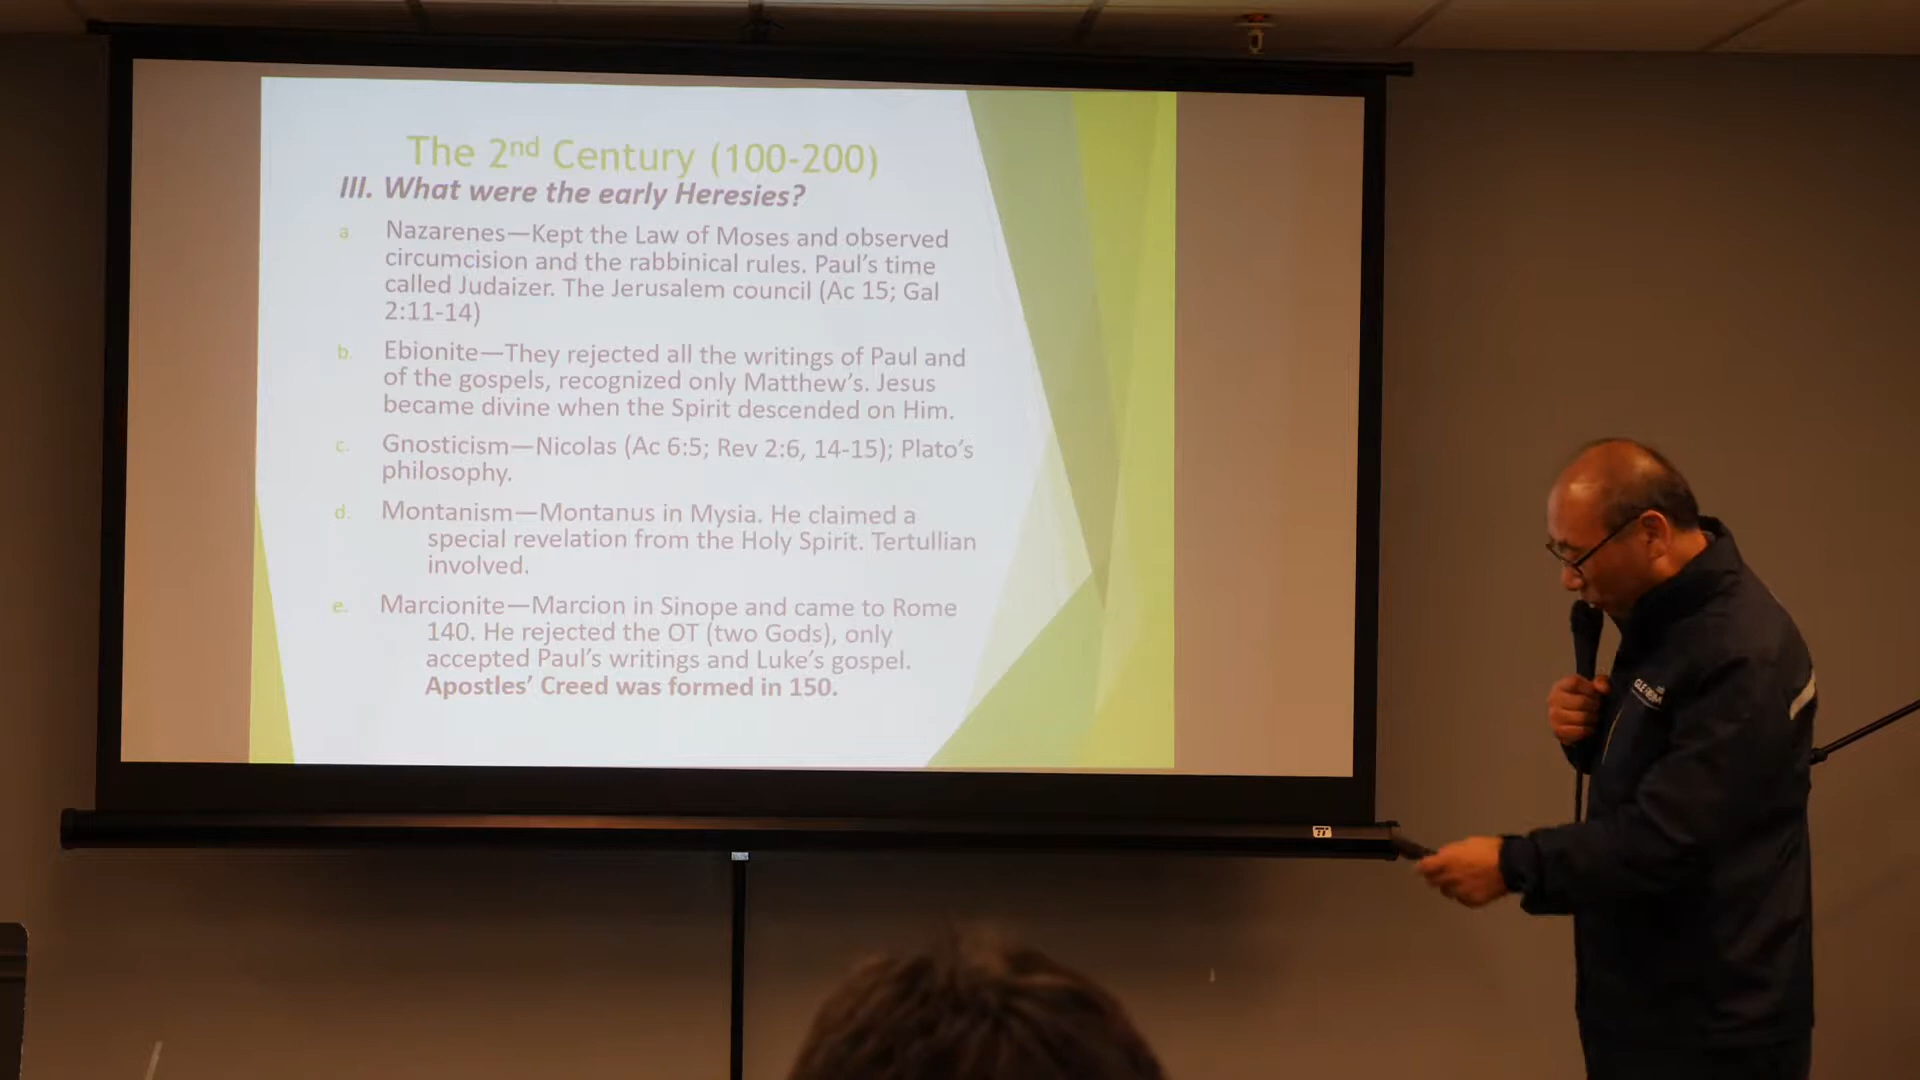 The 2nd Century (100-200)
III. What were the early Heresies?
a. Nazarenes—Kept the Law of Moses and observed
circumcision and the rabbinical rules. Paul's time
called Judaizer. The Jerusalem council (Ac 15; Gal
2:11-14)
b. Ebionite—They rejected all the writings of Paul and
of the gospels, recognized only Matthew's. Jesus
became divine when the Spirit descended on Him.
c. Gnosticism—Nicolas (Ac 6:5; Rev 2:6, 14-15); Plato's
philosophy.
d. Montanism—Montanus in Mysia. He claimed a
special revelation from the Holy Spirit. Tertullian
involved.
e. Marcionite—Marcion in Sinope and came to Rome
140. He rejected the OT (two Gods), only
accepted Paul's writings and Luke's gospel.
Apostles' Creed was formed in 150.